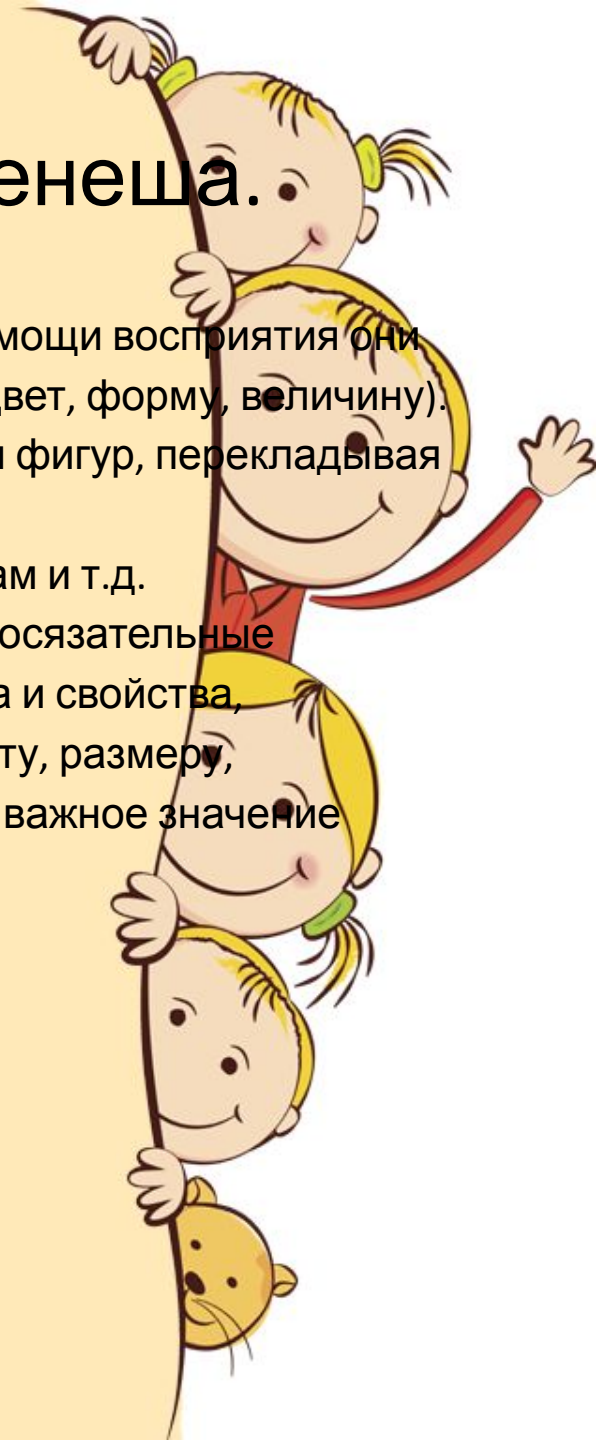 енеша.
мощи восприятия они
цвет, форму, величину).
и фигур, перекладывая
ам и т.д.
осязательные
а и свойства,
ту, размеру,
важное значение